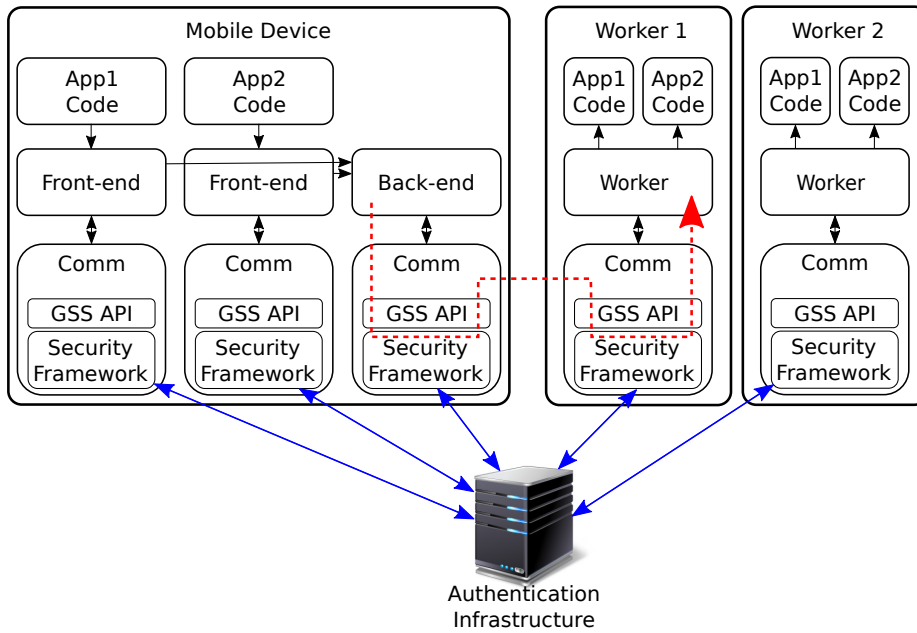 Mobile Device
App1
Code
App2
Code
Front-end
Front-end
Back-end
Comm
GSS API
Security
Framework
Comm
GSS API
Security
Framework
Comm
GSS API
Security
Framework
Worker 1
App1
Code
App2
Code
Worker
Comm
GSS API
Security
Framework
Worker 2
App1
Code
App2
Code
Worker
Comm
GSS API
Security
Framework
Authentication
Infrastructure